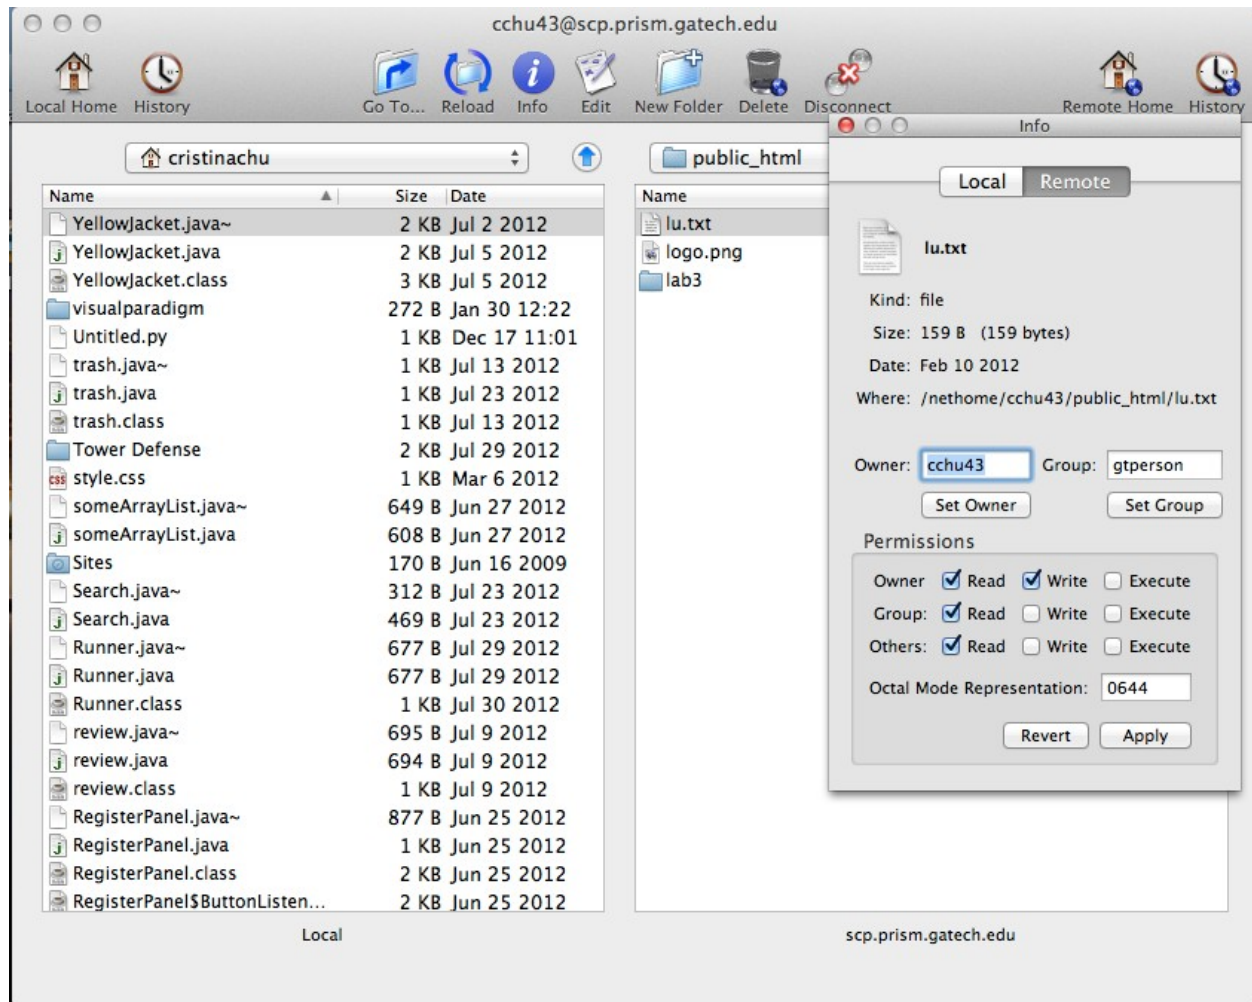 cchu43@scp.prism.gatech.edu
Local Home History Go To... Reload Info Edit New Folder Delete Disconnect Remote Home History
cristinachu
Name Size Date
YellowJacket.java~ 2 KB Jul 2 2012
YellowJacket.java 2 KB Jul 5 2012
YellowJacket.class 3 KB Jul 5 2012
visualparadigm 272 B Jan 30 12:22
Untitled.py 1 KB Dec 17 11:01
trash.java~ 1 KB Jul 13 2012
trash.java 1 KB Jul 23 2012
trash.class 1 KB Jul 13 2012
Tower Defense 2 KB Jul 29 2012
style.css 1 KB Mar 6 2012
someArrayList.java~ 649 B Jun 27 2012
someArrayList.java 608 B Jun 27 2012
Sites 170 B Jun 16 2009
Search.java~ 312 B Jul 23 2012
Search.java 469 B Jul 23 2012
Runner.java~ 677 B Jul 29 2012
Runner.java 677 B Jul 29 2012
Runner.class 1 KB Jul 30 2012
review.java~ 695 B Jul 9 2012
review.java 694 B Jul 9 2012
review.class 1 KB Jul 9 2012
RegisterPanel.java~ 877 B Jun 25 2012
RegisterPanel.java 1 KB Jun 25 2012
RegisterPanel.class 2 KB Jun 25 2012
RegisterPanel$ButtonListen... 2 KB Jun 25 2012
Local
public_html
Name
lu.txt
logo.png
lab3
scp.prism.gatech.edu
Info
Local Remote
lu.txt
Kind: file
Size: 159 B (159 bytes)
Date: Feb 10 2012
Where: /nethome/cchu43/public_html/lu.txt
Owner: cchu43 Group: gtperson
Set Owner Set Group
Permissions
Owner Read Write Execute
Group: Read Write Execute
Others: Read Write Execute
Octal Mode Representation: 0644
Revert Apply